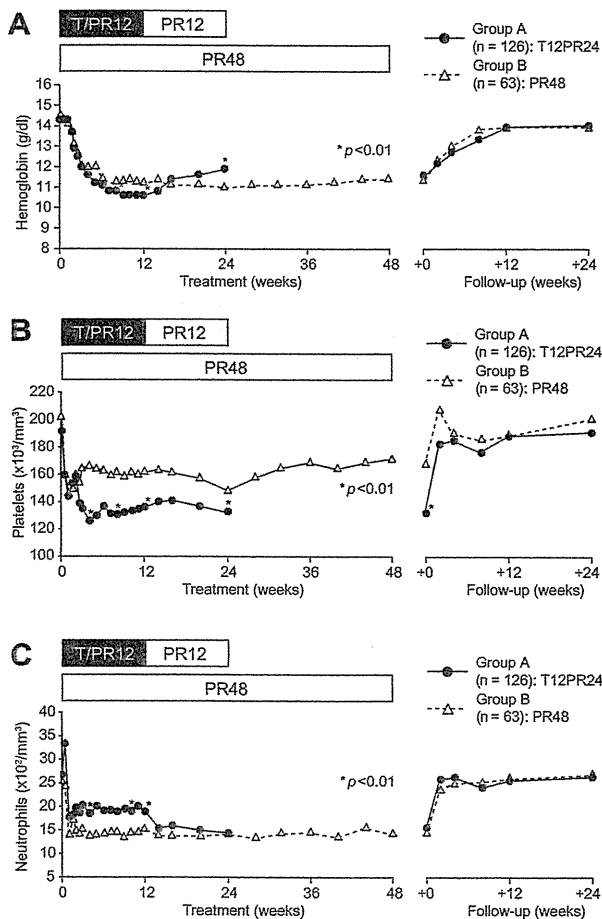 A
T/PR12 PR12
PR48
Group A
(n = 126): T12PR24
Group B
(n = 63): PR48
Hemoglobin (g/dl)
16
15
14
13
12
11
10
9
8
*p<0.01
*
*
*
0 12 24 36 48
Treatment (weeks)
+0 +12 +24
Follow-up (weeks)
B
T/PR12 PR12
PR48
Group A
(n = 126): T12PR24
Group B
(n = 63): PR48
Platelets (x10³/mm³)
220
200
180
160
140
120
100
*p<0.01
*
*
*
*
*
0 12 24 36 48
Treatment (weeks)
+0 +12 +24
Follow-up (weeks)
C
T/PR12 PR12
PR48
Group A
(n = 126): T12PR24
Group B
(n = 63): PR48
Neutrophils (x10²/mm³)
40
35
30
25
20
15
10
5
*p<0.01
*
*
*
0 12 24 36 48
Treatment (weeks)
+0 +12 +24
Follow-up (weeks)